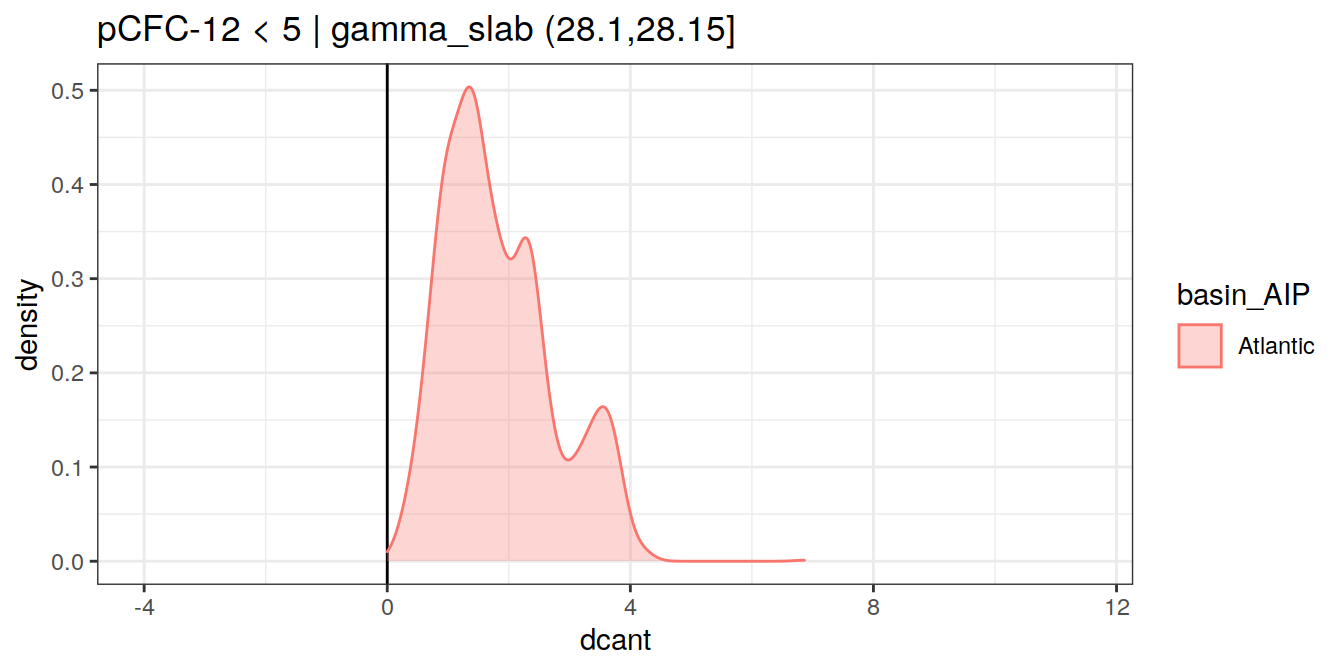 pCFC-12 < 5 | gamma_slab (28.1,28.15]
density
0.5
0.4
0.3
0.2
0.1
0.0
-4
0
4
8
12
dcant
basin_AIP
Atlantic